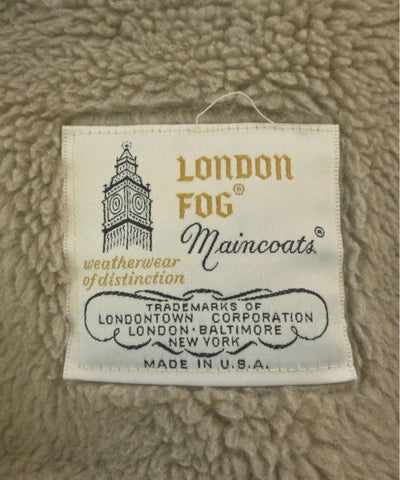 LONDON
FOG®
Maincoats®
weatherwear
of distinction
TRADEMARKS OF
LONDONTOWN CORPORATION
LONDON · BALTIMORE
NEW YORK
MADE IN U.S.A.